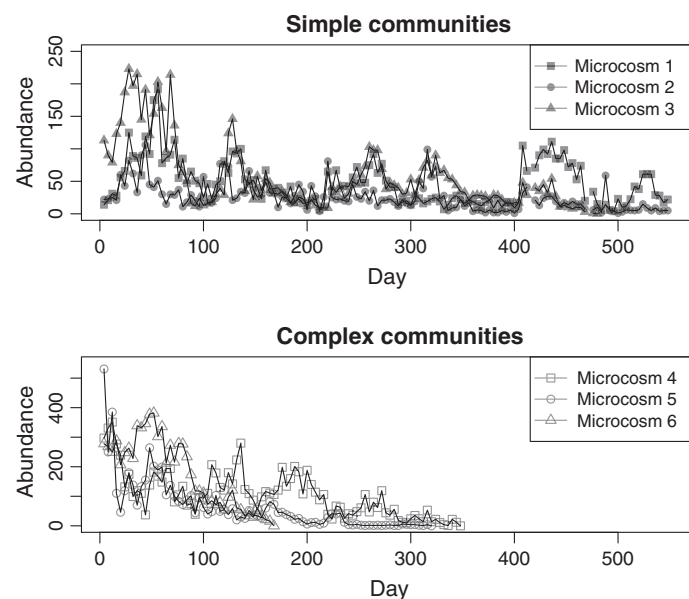 Simple communities
Abundance
250
150
50
0
Microcosm 1
Microcosm 2
Microcosm 3
0 100 200 300 400 500
Day
Complex communities
Abundance
400
200
0
Microcosm 4
Microcosm 5
Microcosm 6
0 100 200 300 400 500
Day